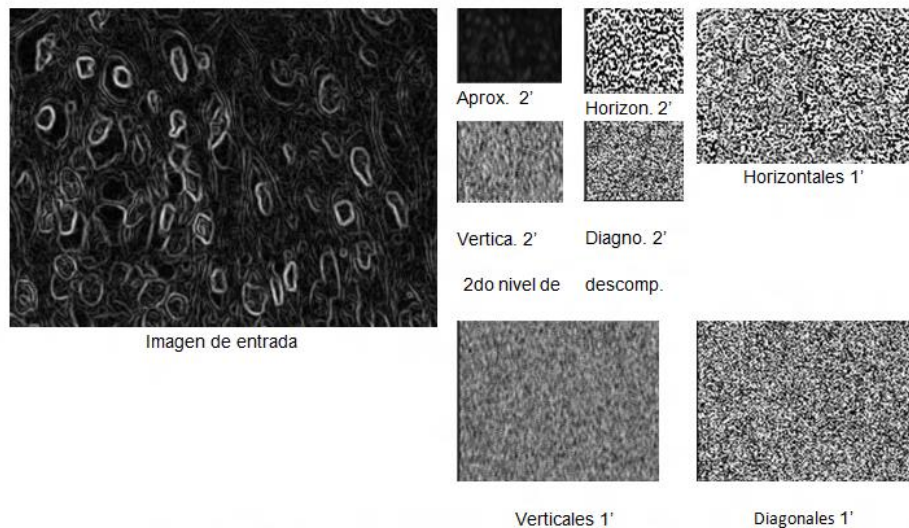 Aprox. 2’
Horizon. 2’
Horizontales 1’
Vertica. 2’
Diagno. 2’
2do nivel de descomp.
Imagen de entrada
Verticales 1’
Diagonales 1’